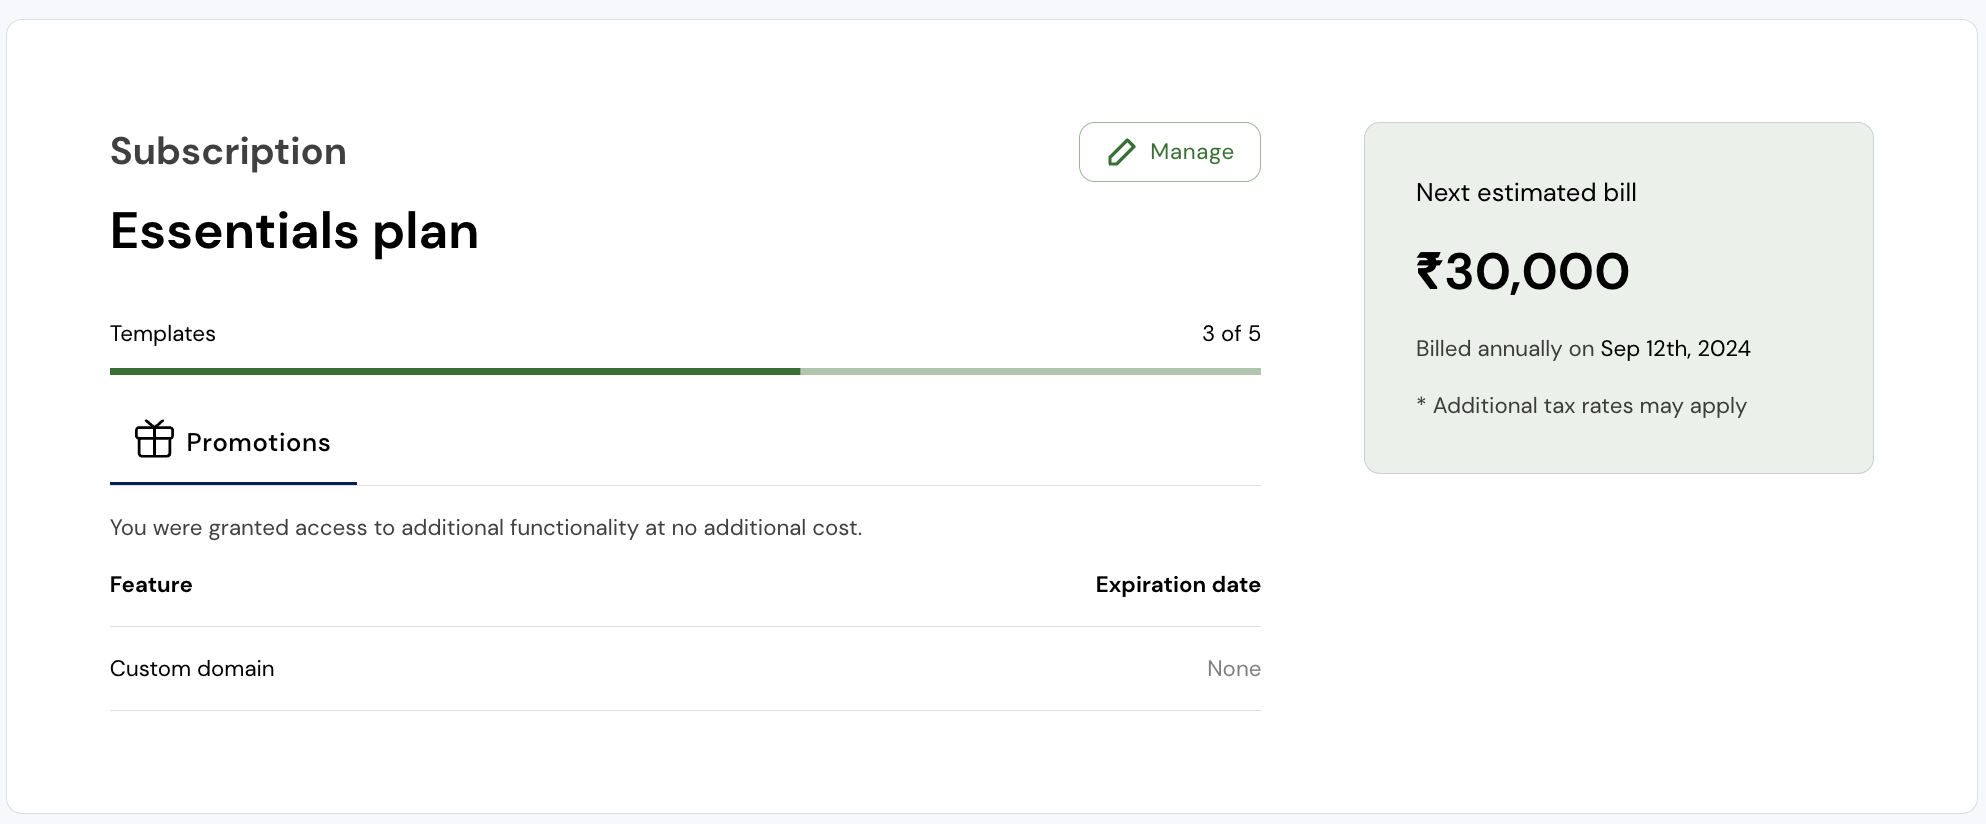 Subscription
Manage
Essentials plan
Templates 3 of 5
Promotions
You were granted access to additional functionality at no additional cost.
Feature Expiration date
Custom domain None
Next estimated bill
₹30,000
Billed annually on Sep 12th, 2024
* Additional tax rates may apply